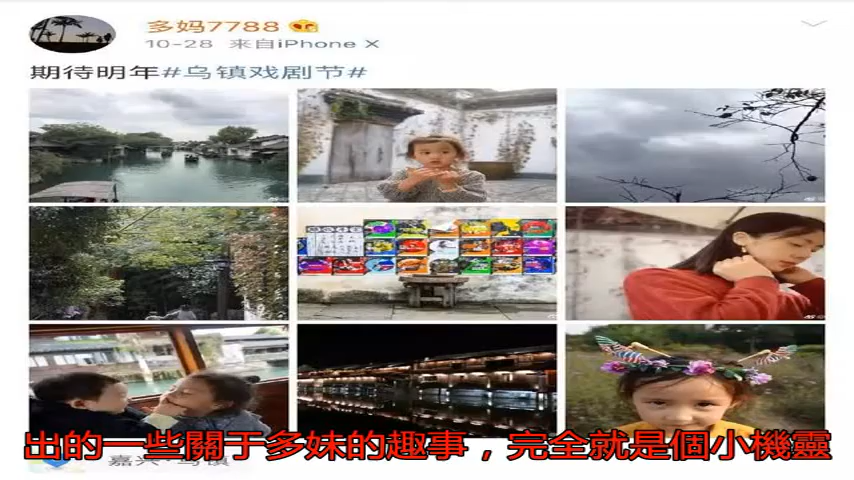 多妈7788
10-28 来自iPhone X
期待明年#乌镇戏剧节#
出的一些關于多妹的趣事，完全就是個小機靈
嘉兴·乌镇